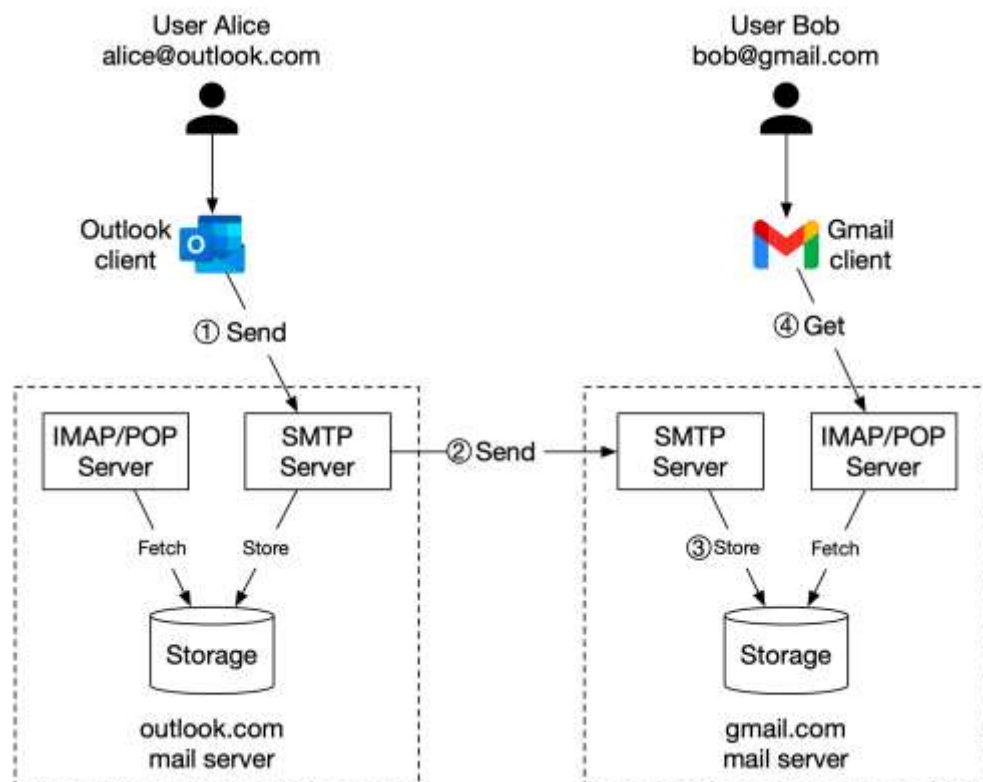 User Alice
alice@outlook.com
User Bob
bob@gmail.com
Outlook
client
O
Gmail
client
① Send
④ Get
IMAP/POP
Server
SMTP
Server
② Send
SMTP
Server
IMAP/POP
Server
Fetch
Store
③ Store
Fetch
Storage
Storage
outlook.com
mail server
gmail.com
mail server